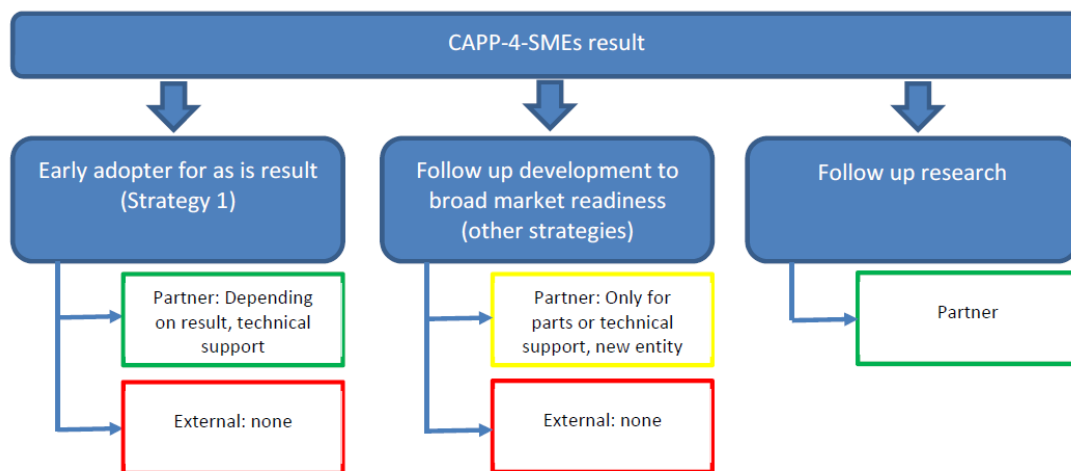 CAPP-4-SMEs result
Early adopter for as is result
(Strategy 1)
Follow up development to
broad market readiness
(other strategies)
Follow up research
Partner: Depending
on result, technical
support
Partner: Only for
parts or technical
support, new entity
Partner
External: none
External: none